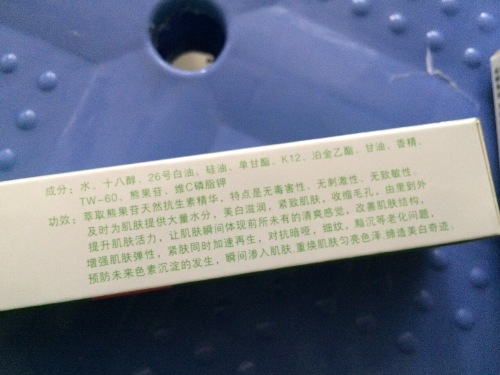 成分：水、十八醇、26号白油、硅油、单甘酯、K12、泊金乙酯、甘油、香精、
TW-60、熊果苷、维C磷脂钾
功效：萃取熊果苷天然抗生素精华，特点是无毒害性、无刺激性、无致敏性。
及时为肌肤提供大量水分，美白滋润，紧致肌肤，收缩毛孔，由里到外
提升肌肤活力，让肌肤瞬间体现前所未有的清爽感觉，改善肌肤结构，
增强肌肤弹性，紧肤同时加速再生，对抗暗哑，细纹，黯沉等老化问题，
预防未来色素沉淀的发生，瞬间渗入肌肤.重焕肌肤匀亮色泽.缔造美白奇迹.